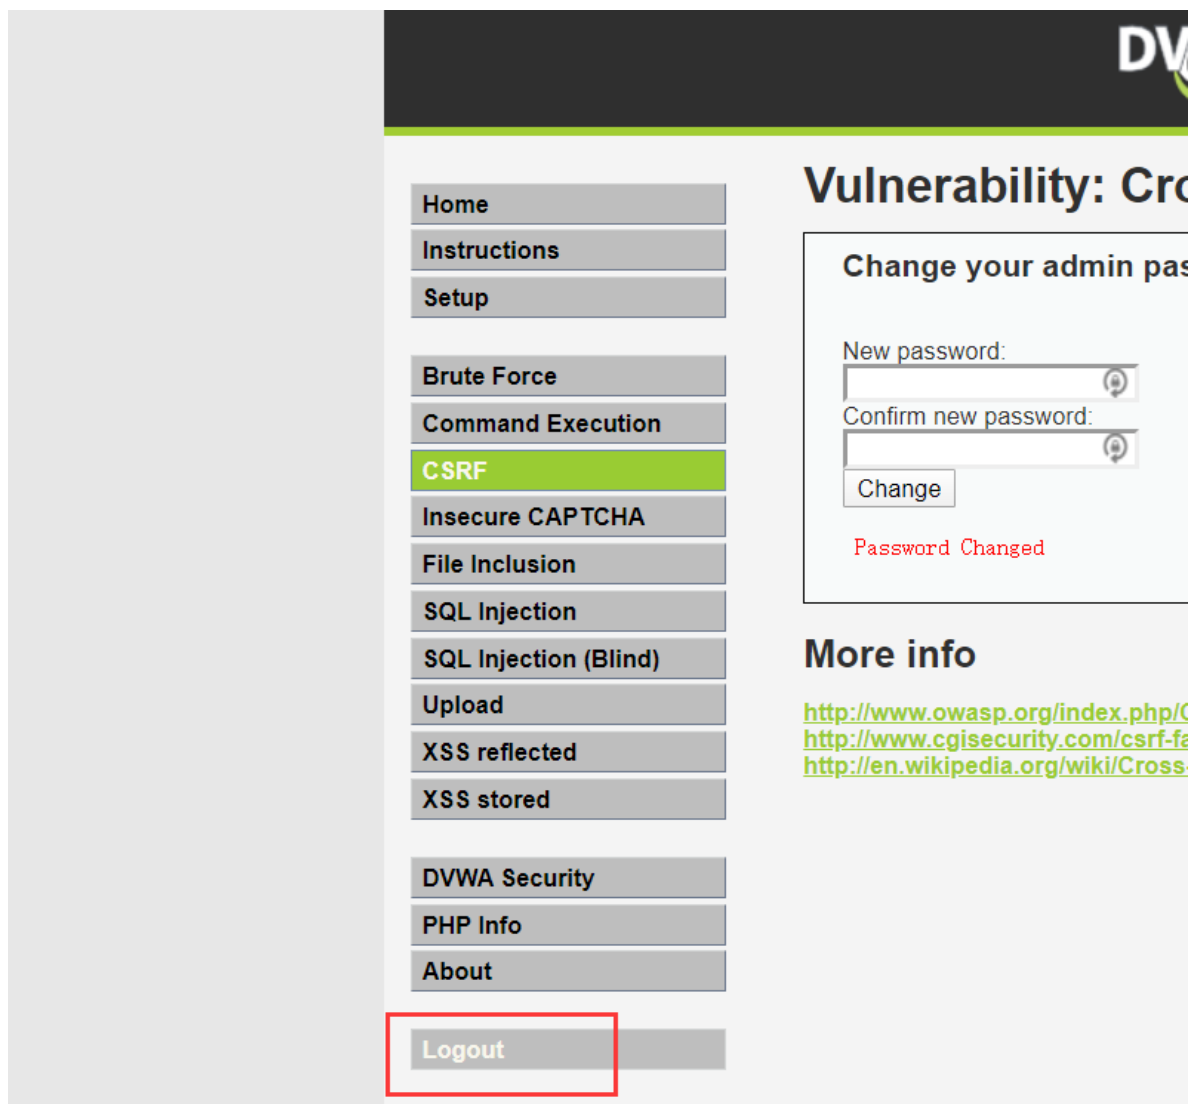 Home
Instructions
Setup
Brute Force
Command Execution
CSRF
Insecure CAPTCHA
File Inclusion
SQL Injection
SQL Injection (Blind)
Upload
XSS reflected
XSS stored
DVWA Security
PHP Info
About
Logout
Vulnerability:
Change your admin
New password:
Confirm new password:
Change
Password Changed
More info
http://www.owasp.org/index.php/
http://www.cgisecurity.com/csrf-fa
http://en.wikipedia.org/wiki/Cross-